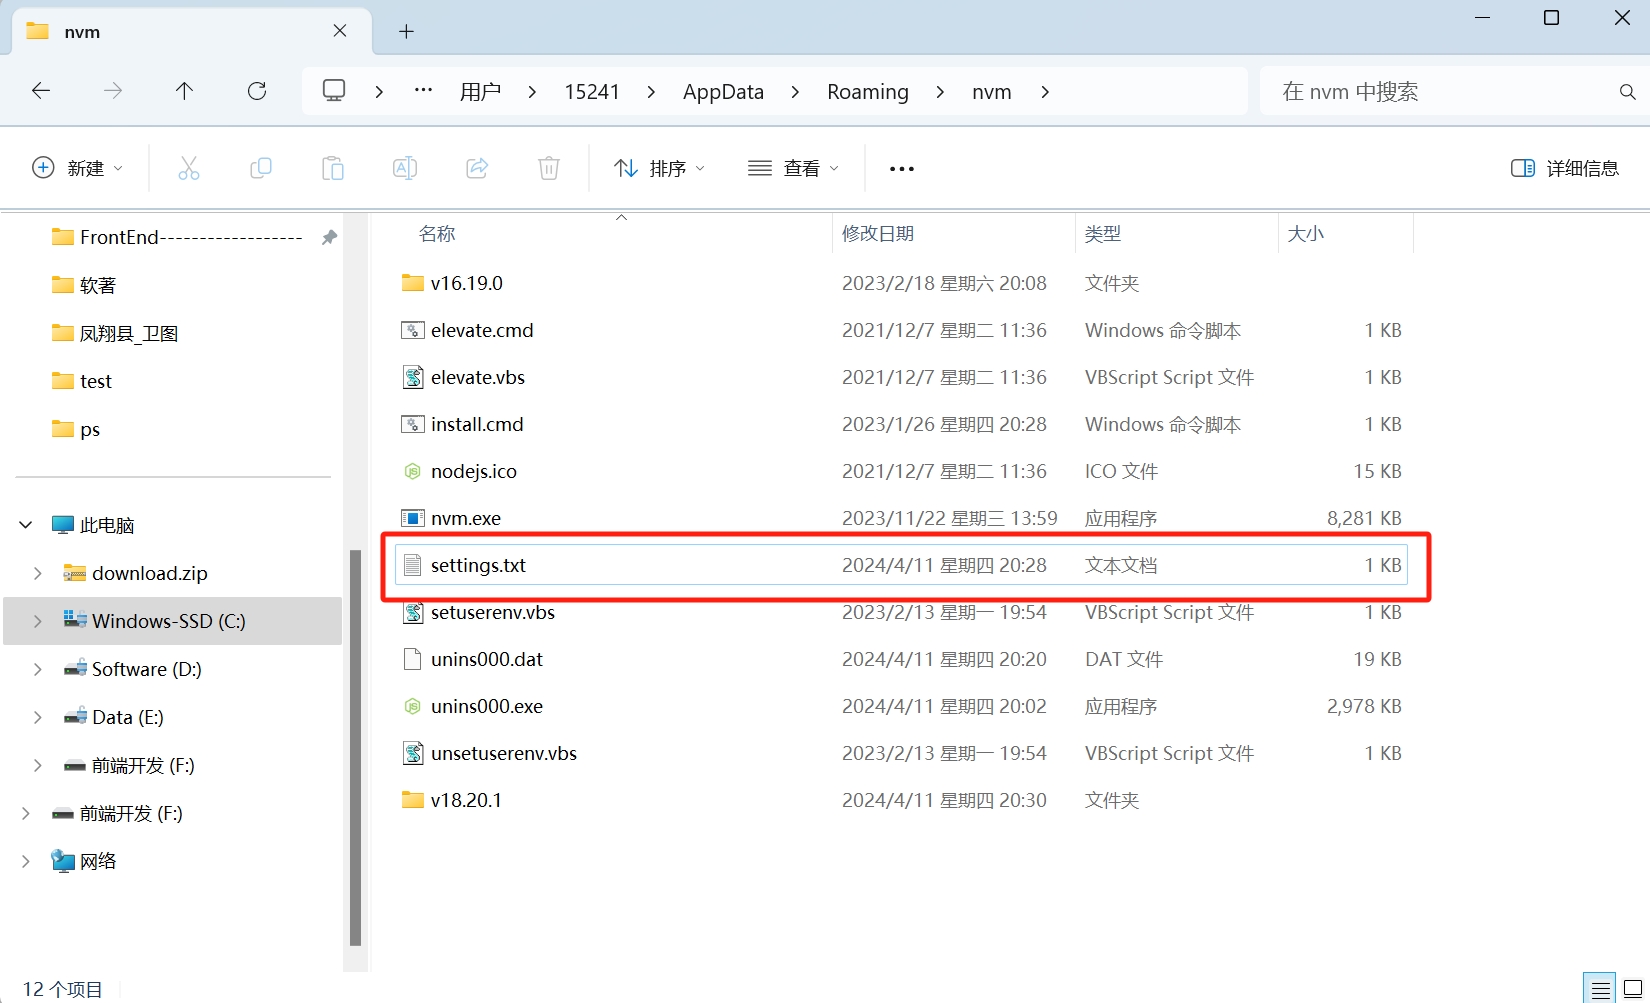 nvm
… 用户 15241 AppData Roaming nvm
在 nvm 中搜索
新建 排序 查看 ••• 详细信息
FrontEnd------------------
软著
凤翔县_卫图
test
ps
此电脑
download.zip
Windows-SSD (C:)
Software (D:)
Data (E:)
前端开发 (F:)
前端开发 (F:)
网络
名称 修改日期 类型 大小
v16.19.0 2023/2/18 星期六 20:08 文件夹
elevate.cmd 2021/12/7 星期二 11:36 Windows 命令脚本 1 KB
elevate.vbs 2021/12/7 星期二 11:36 VBScript Script 文件 1 KB
install.cmd 2023/1/26 星期四 20:28 Windows 命令脚本 1 KB
nodejs.ico 2021/12/7 星期二 11:36 ICO 文件 15 KB
nvm.exe 2023/11/22 星期三 13:59 应用程序 8,281 KB
settings.txt 2024/4/11 星期四 20:28 文本文档 1 KB
setuserenv.vbs 2023/2/13 星期一 19:54 VBScript Script 文件 1 KB
unins000.dat 2024/4/11 星期四 20:20 DAT 文件 19 KB
unins000.exe 2024/4/11 星期四 20:02 应用程序 2,978 KB
unsetuserenv.vbs 2023/2/13 星期一 19:54 VBScript Script 文件 1 KB
v18.20.1 2024/4/11 星期四 20:30 文件夹
12 个项目